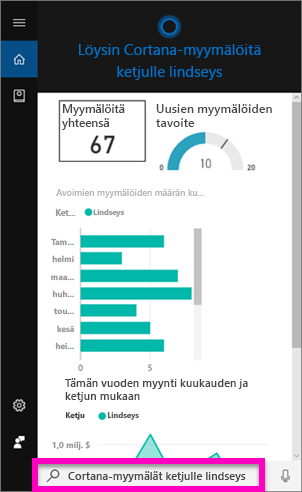 Löysin Cortana-myymälöitä
ketjulle lindseys
Myymälöitä
yhteensä
67
Uusien myymälöiden
tavoite
10
0
20
Avoimien myymälöiden määrän ku...
Ket...
Lindseys
Tam...
helmi
maa...
huh...
tou...
kesä
hei...
0
5
Tämän vuoden myynti kuukauden ja
ketjun mukaan
Ketju
Lindseys
1,0 milj. $
Cortana-myymälät ketjulle lindseys